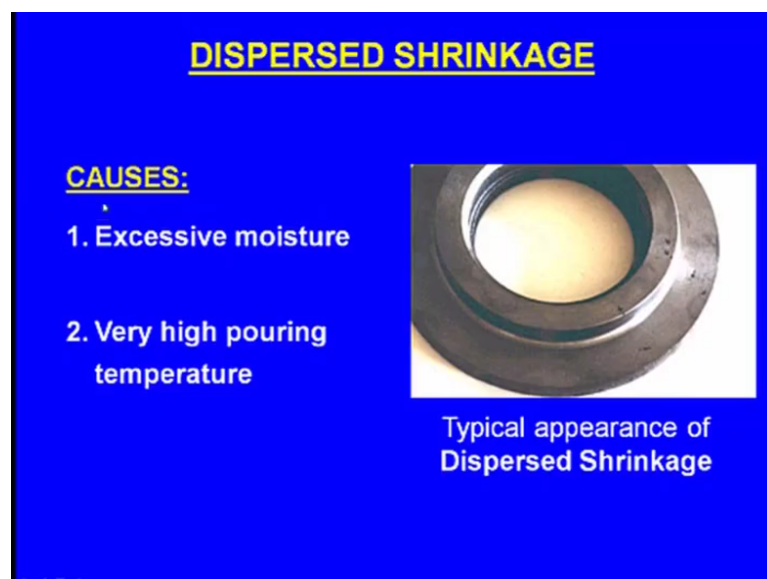 DISPERSED SHRINKAGE
CAUSES:
1. Excessive moisture
2. Very high pouring
temperature
Typical appearance of
Dispersed Shrinkage